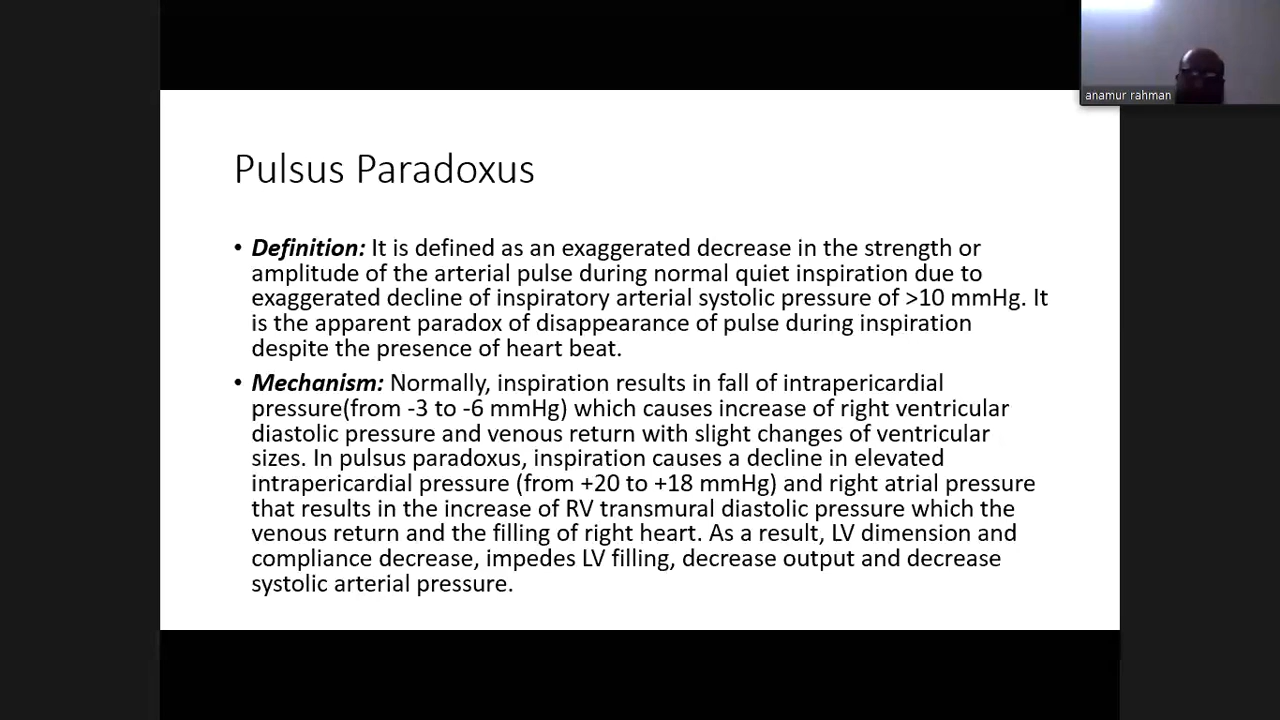 anamur rahman
Pulsus Paradoxus
• Definition: It is defined as an exaggerated decrease in the strength or
amplitude of the arterial pulse during normal quiet inspiration due to
exaggerated decline of inspiratory arterial systolic pressure of >10 mmHg. It
is the apparent paradox of disappearance of pulse during inspiration
despite the presence of heart beat.
• Mechanism: Normally, inspiration results in fall of intrapericardial
pressure(from -3 to -6 mmHg) which causes increase of right ventricular
diastolic pressure and venous return with slight changes of ventricular
sizes. In pulsus paradoxus, inspiration causes a decline in elevated
intrapericardial pressure (from +20 to +18 mmHg) and right atrial pressure
that results in the increase of RV transmural diastolic pressure which the
venous return and the filling of right heart. As a result, LV dimension and
compliance decrease, impedes LV filling, decrease output and decrease
systolic arterial pressure.